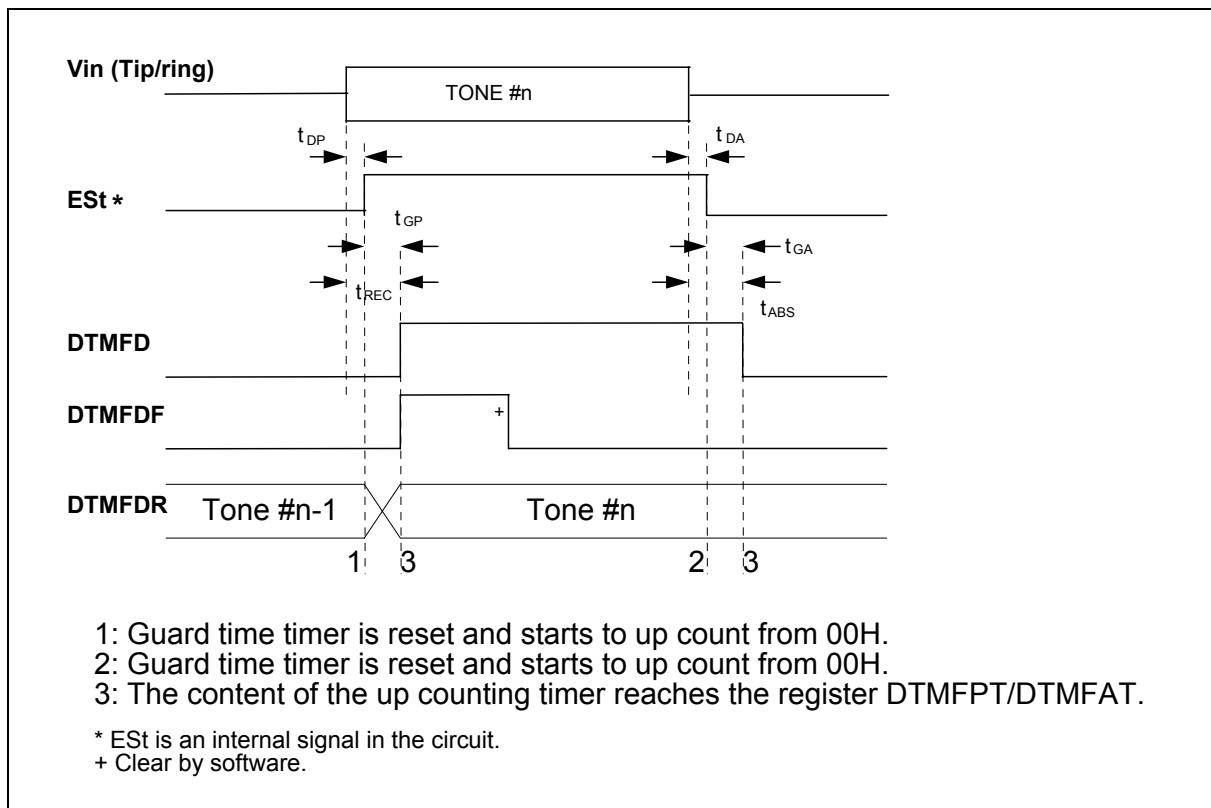 Vin (Tip/ring)
TONE #n
tDP
tDA
ESt *
tGP
tGA
tREC
tABS
DTMFD
DTMFDF
+
DTMFDR
Tone #n-1
Tone #n
1 3 2 3
1: Guard time timer is reset and starts to up count from 00H.
2: Guard time timer is reset and starts to up count from 00H.
3: The content of the up counting timer reaches the register DTMFPT/DTMFAT.
* ESt is an internal signal in the circuit.
+ Clear by software.